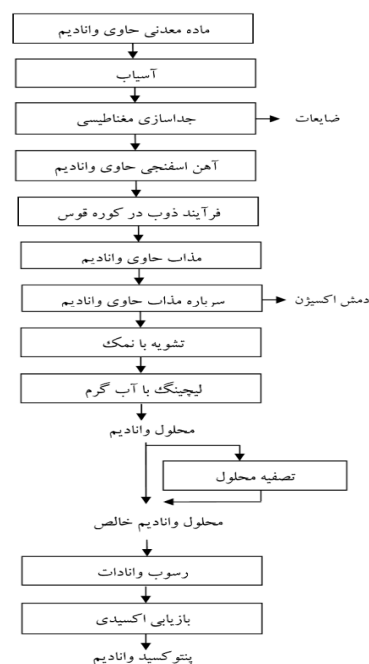 ماده معدنی حاوی وانادیم
آسیاب
جداسازی مغناطیسی
ضایعات
آهن اسفنجی حاوی وانادیم
فرآیند ذوب در کوره قوس
مذاب حاوی وانادیم
سرباره مذاب حاوی وانادیم
دمش اکسیژن
تشویه با نمک
لیچینگ با آب گرم
محلول وانادیم
تصفیه محلول
محلول وانادیم خالص
رسوب وانادات
بازیابی اکسیدی
پنتوکسید وانادیم